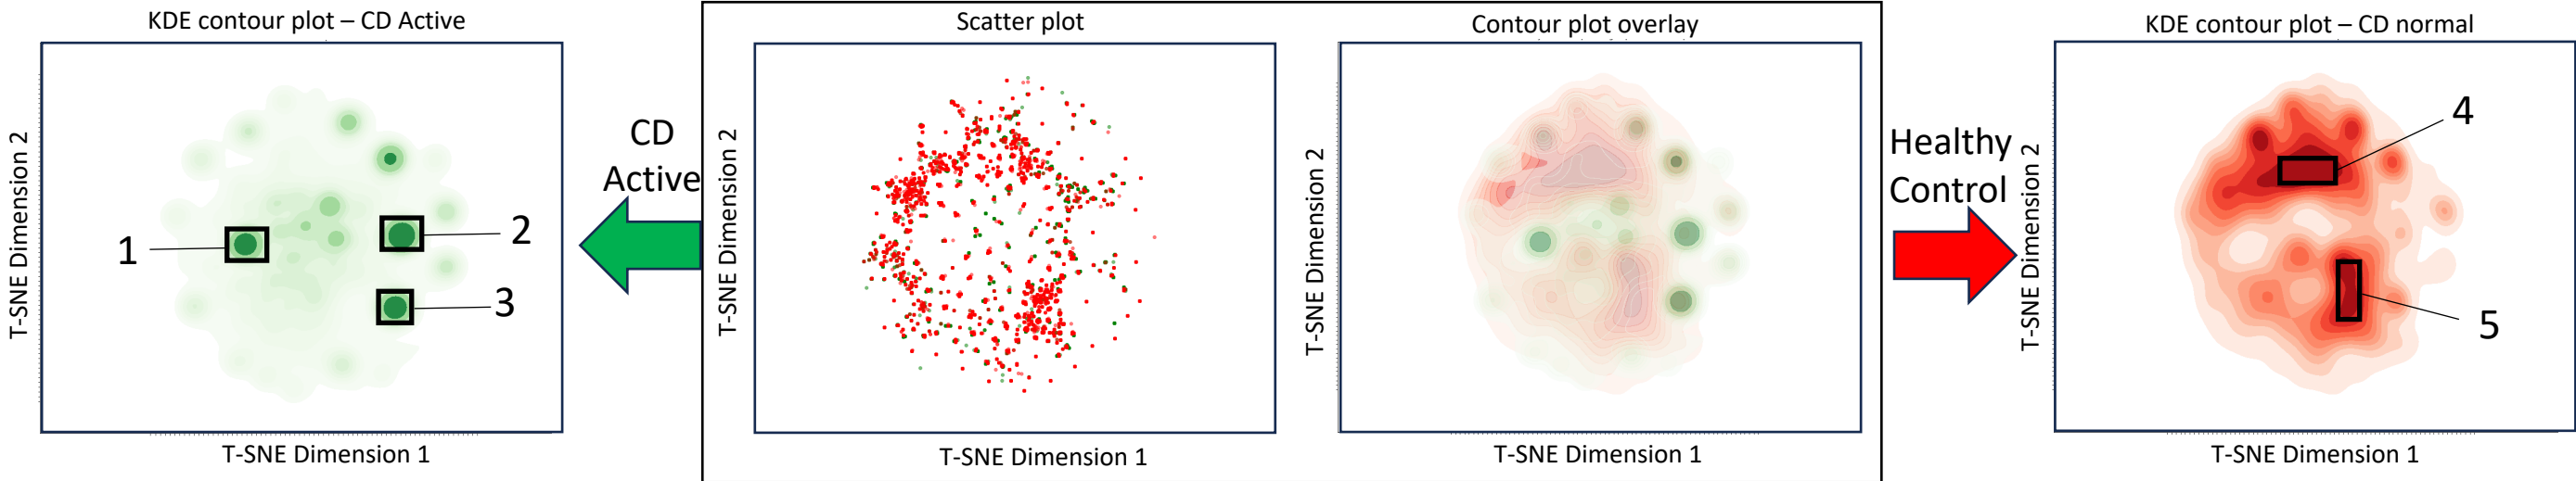 KDE contour plot – CD Active
T-SNE Dimension 2
1
2
3
T-SNE Dimension 1
CD
Active
Scatter plot
T-SNE Dimension 2
T-SNE Dimension 1
Contour plot overlay
T-SNE Dimension 2
T-SNE Dimension 1
Healthy
Control
KDE contour plot – CD normal
T-SNE Dimension 2
4
5
T-SNE Dimension 1